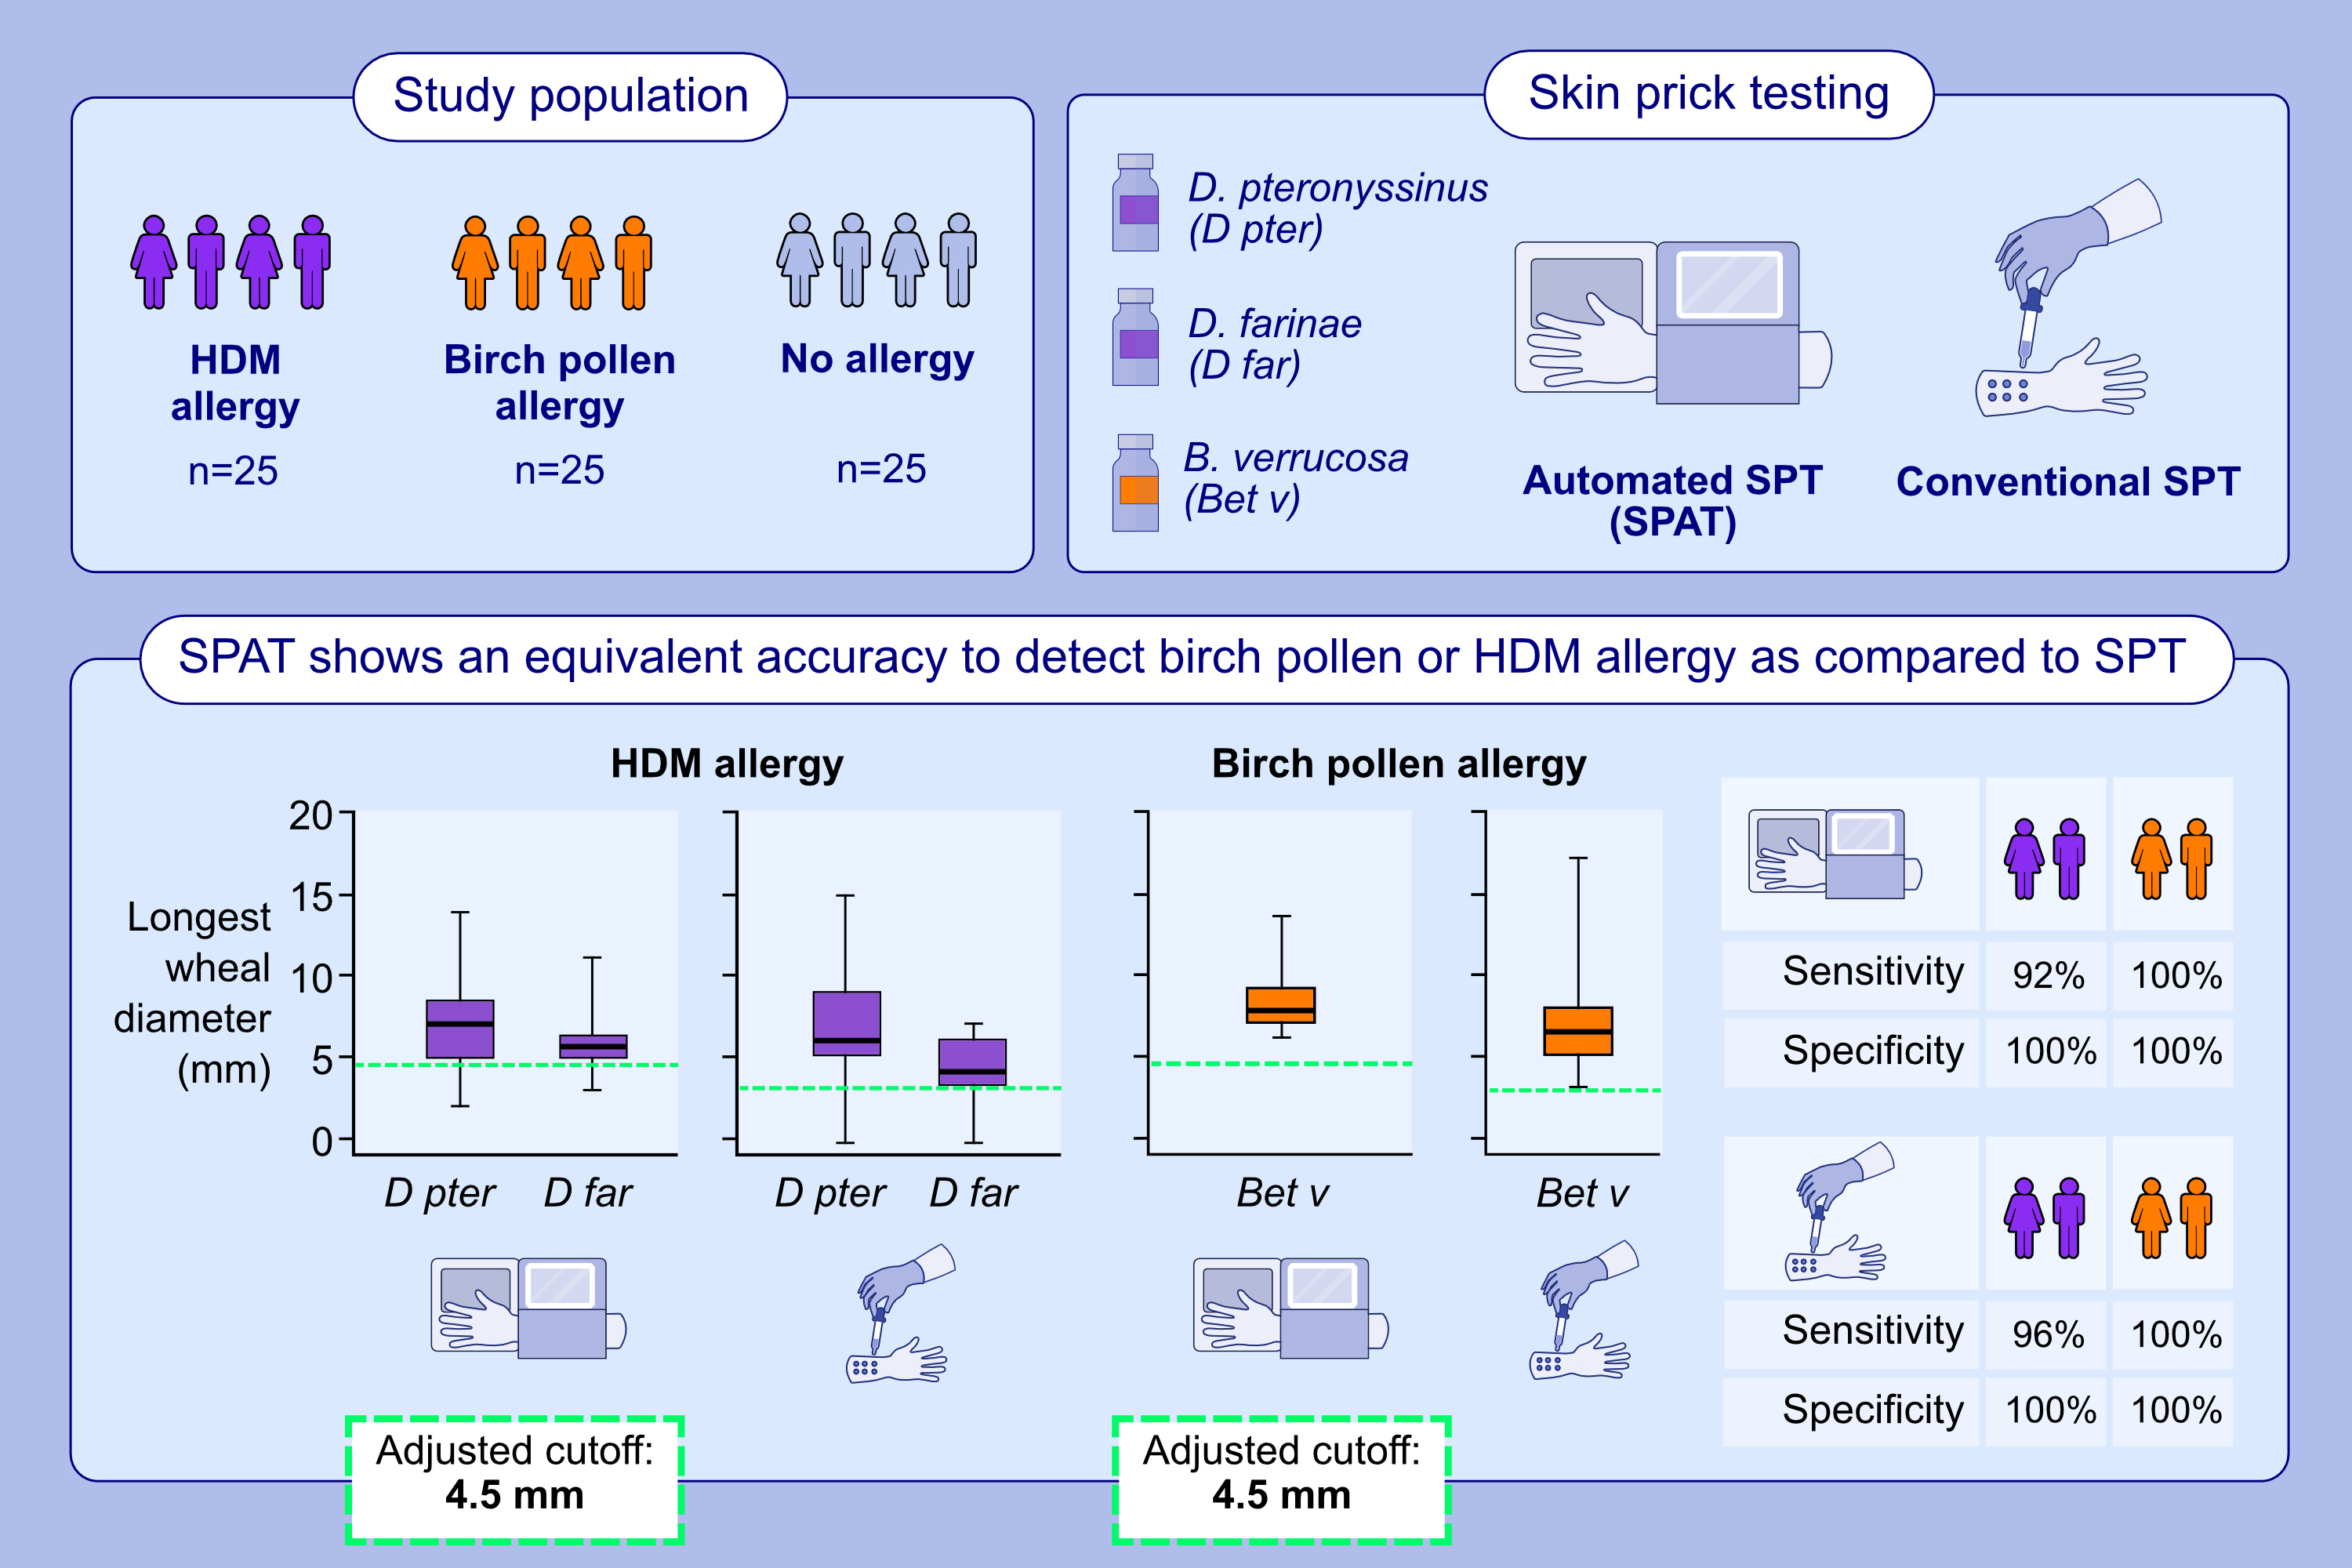 Study population
HDM
allergy
n=25
Birch pollen
allergy
n=25
No allergy
n=25
Skin prick testing
D. pteronyssinus
(D pter)
D. farinae
(D far)
B. verrucosa
(Bet v)
Automated SPT
(SPAT)
Conventional SPT
SPAT shows an equivalent accuracy to detect birch pollen or HDM allergy as compared to SPT
HDM allergy
Birch pollen allergy
Longest
wheal
diameter
(mm)
20
15
10
5
0
D pter
D far
D pter
D far
Bet v
Bet v
Adjusted cutoff:
4.5 mm
Adjusted cutoff:
4.5 mm
Sensitivity 92% 100%
Specificity 100% 100%
Sensitivity 96% 100%
Specificity 100% 100%